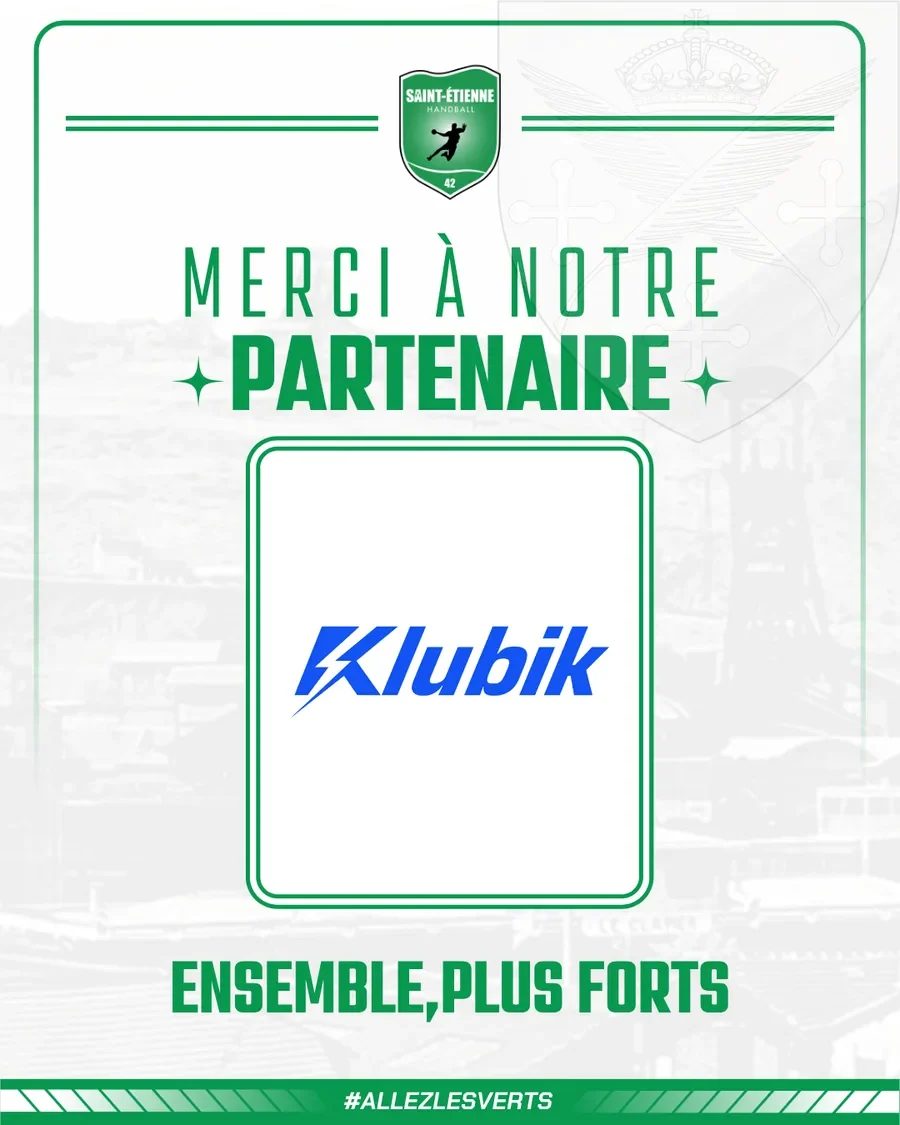 SAINT-ÉTIENNE
HANDBALL
42
MERCI À NOTRE
PARTENAIRE
Klubik
ENSEMBLE,PLUS FORTS
#ALLEZLESVERTS